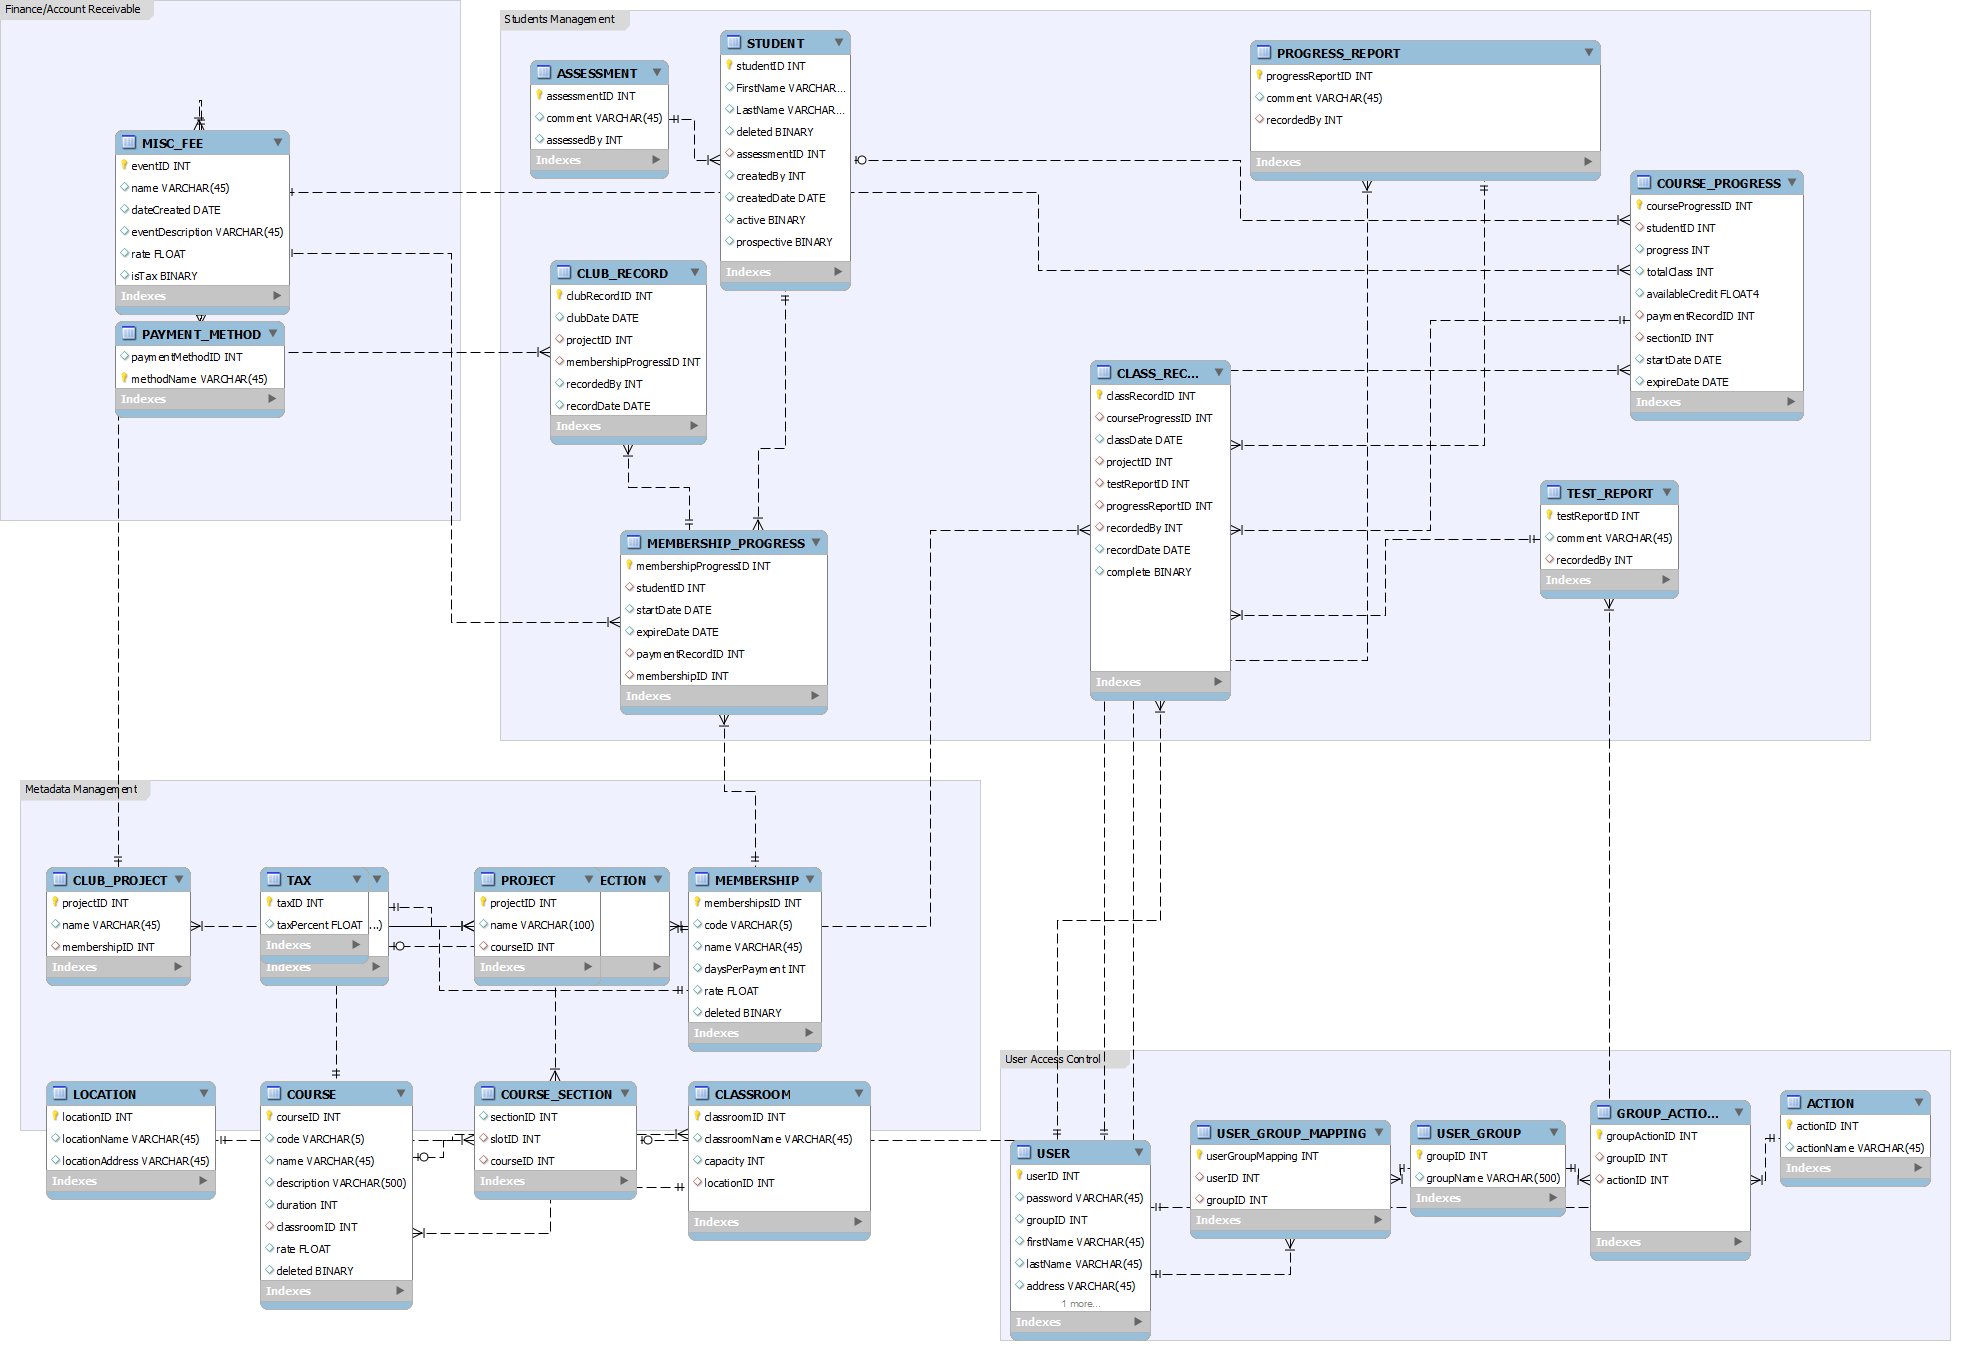 Finance/Account Receivable
MISC_FEE
eventID INT
name VARCHAR(45)
dateCreated DATE
eventDescription VARCHAR(45)
rate FLOAT
isTax BINARY
Indexes
PAYMENT_METHOD
paymentMethodID INT
methodName VARCHAR(45)
Indexes
Students Management
ASSESSMENT
assessmentID INT
comment VARCHAR(45)
assessedBy INT
Indexes
STUDENT
studentID INT
FirstName VARCHAR...
LastName VARCHAR...
deleted BINARY
assessmentID INT
createdBy INT
createdDate DATE
active BINARY
prospective BINARY
Indexes
PROGRESS_REPORT
progressReportID INT
comment VARCHAR(45)
recordedBy INT
Indexes
COURSE_PROGRESS
courseProgressID INT
studentID INT
progress INT
totalClass INT
availableCredit FLOAT4
paymentRecordID INT
sectionID INT
startDate DATE
expireDate DATE
Indexes
CLUB_RECORD
clubRecordID INT
clubDate DATE
projectID INT
membershipProgressID INT
recordedBy INT
recordDate DATE
Indexes
CLASS_REC...
classRecordID INT
courseProgressID INT
classDate DATE
projectID INT
testReportID INT
progressReportID INT
recordedBy INT
recordDate DATE
complete BINARY
Indexes
TEST_REPORT
testReportID INT
comment VARCHAR(45)
recordedBy INT
Indexes
MEMBERSHIP_PROGRESS
membershipProgressID INT
studentID INT
startDate DATE
expireDate DATE
paymentRecordID INT
membershipID INT
Indexes
Metadata Management
CLUB_PROJECT
projectID INT
name VARCHAR(45)
membershipID INT
Indexes
TAX
taxID INT
taxPercent FLOAT
Indexes
...)
Indexes
PROJECT
projectID INT
name VARCHAR(100)
courseID INT
Indexes
ECTION
MEMBERSHIP
membershipsID INT
code VARCHAR(5)
name VARCHAR(45)
daysPerPayment INT
rate FLOAT
deleted BINARY
Indexes
LOCATION
locationID INT
locationName VARCHAR(45)
locationAddress VARCHAR(45)
Indexes
COURSE
courseID INT
code VARCHAR(5)
name VARCHAR(45)
description VARCHAR(500)
duration INT
classroomID INT
rate FLOAT
deleted BINARY
Indexes
COURSE_SECTION
sectionID INT
slotID INT
courseID INT
Indexes
CLASSROOM
classroomID INT
classroomName VARCHAR(45)
capacity INT
locationID INT
Indexes
User Access Control
USER
userID INT
password VARCHAR(45)
groupID INT
firstName VARCHAR(45)
lastName VARCHAR(45)
address VARCHAR(45)
1 more...
Indexes
USER_GROUP_MAPPING
userGroupMapping INT
userID INT
groupID INT
Indexes
USER_GROUP
groupID INT
groupName VARCHAR(500)
Indexes
GROUP_ACTIO...
groupActionID INT
groupID INT
actionID INT
Indexes
ACTION
actionID INT
actionName VARCHAR(45)
Indexes